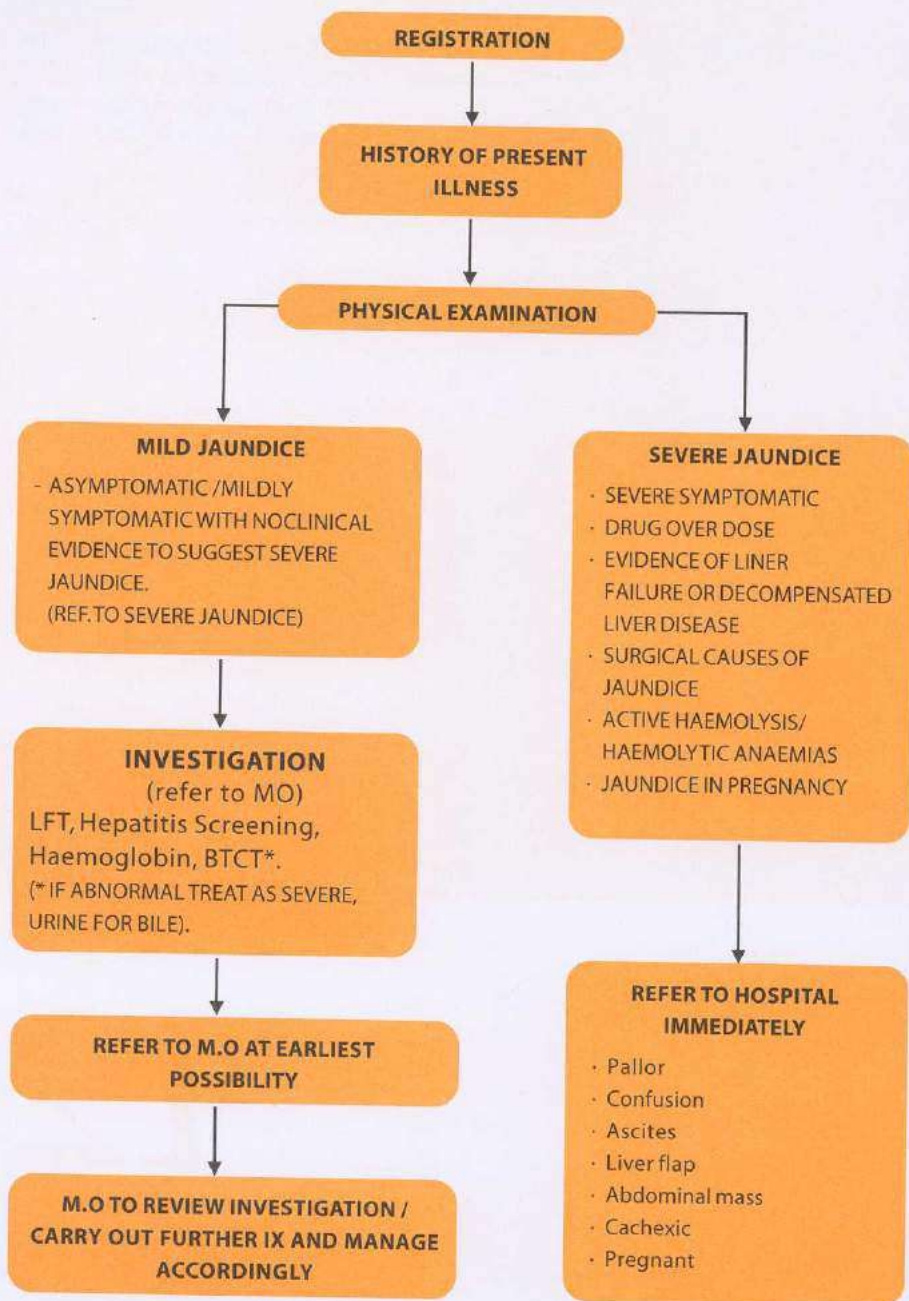 REGISTRATION
HISTORY OF PRESENT
ILLNESS
PHYSICAL EXAMINATION
MILD JAUNDICE
- ASYMPTOMATIC /MILDLY
SYMPTOMATIC WITH NOCLINICAL
EVIDENCE TO SUGGEST SEVERE
JAUNDICE.
(REF. TO SEVERE JAUNDICE)
INVESTIGATION
(refer to MO)
LFT, Hepatitis Screening,
Haemoglobin, BTCT*.
(* IF ABNORMAL TREAT AS SEVERE,
URINE FOR BILE).
REFER TO M.O AT EARLIEST
POSSIBILITY
M.O TO REVIEW INVESTIGATION /
CARRY OUT FURTHER IX AND MANAGE
ACCORDINGLY
SEVERE JAUNDICE
· SEVERE SYMPTOMATIC
· DRUG OVER DOSE
· EVIDENCE OF LINER
FAILURE OR DECOMPENSATED
LIVER DISEASE
· SURGICAL CAUSES OF
JAUNDICE
· ACTIVE HAEMOLYSIS/
HAEMOLYTIC ANAEMIAS
· JAUNDICE IN PREGNANCY
REFER TO HOSPITAL
IMMEDIATELY
· Pallor
· Confusion
· Ascites
· Liver flap
· Abdominal mass
· Cachexic
· Pregnant